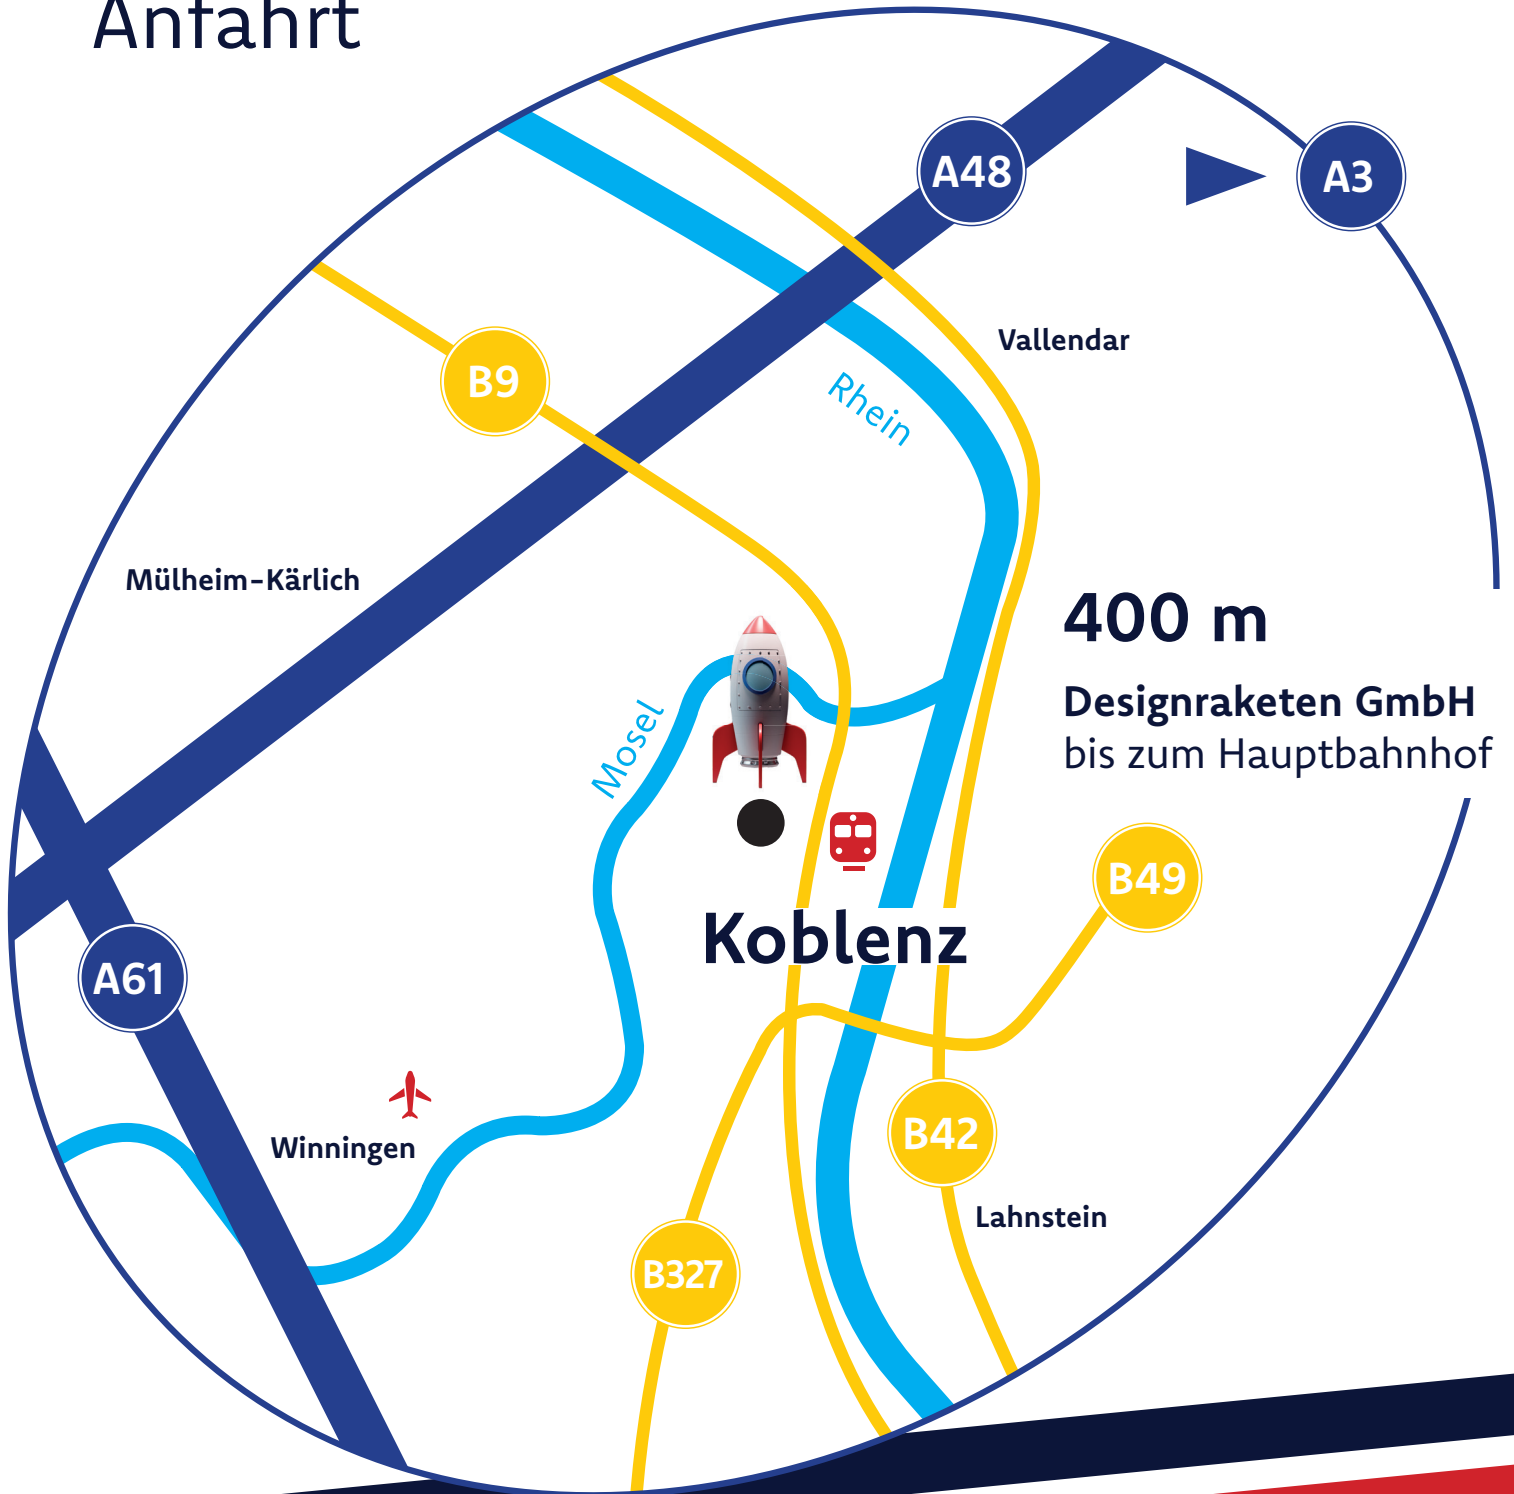 Anfahrt
A48
A3
Vallendar
B9
Rhein
Mülheim-Kärlich
400 m
Designraketen GmbH
bis zum Hauptbahnhof
Mosel
B49
Koblenz
A61
B42
Winningen
Lahnstein
B327